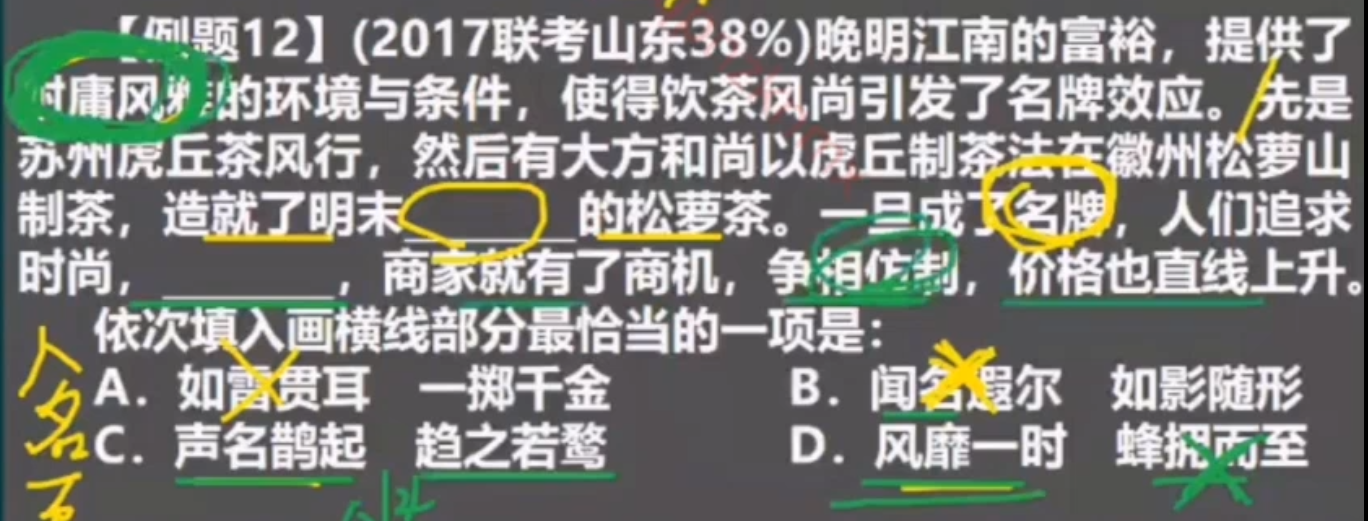 【例题12】(2017联考山东38%)晚明江南的富裕，提供了
附庸风雅的环境与条件，使得饮茶风尚引发了名牌效应。先是
苏州虎丘茶风行，然后有大方和尚以虎丘制茶法在徽州松萝山
制茶，造就了明末______的松萝茶。一旦成了名牌，人们追求
时尚，______，商家就有了商机，争相仿制，价格也直线上升。
依次填入画横线部分最恰当的一项是：
A．如雷贯耳 一掷千金 B．闻名遐尔 如影随形
C．声名鹊起 趋之若鹜 D．风靡一时 蜂拥而至
人名